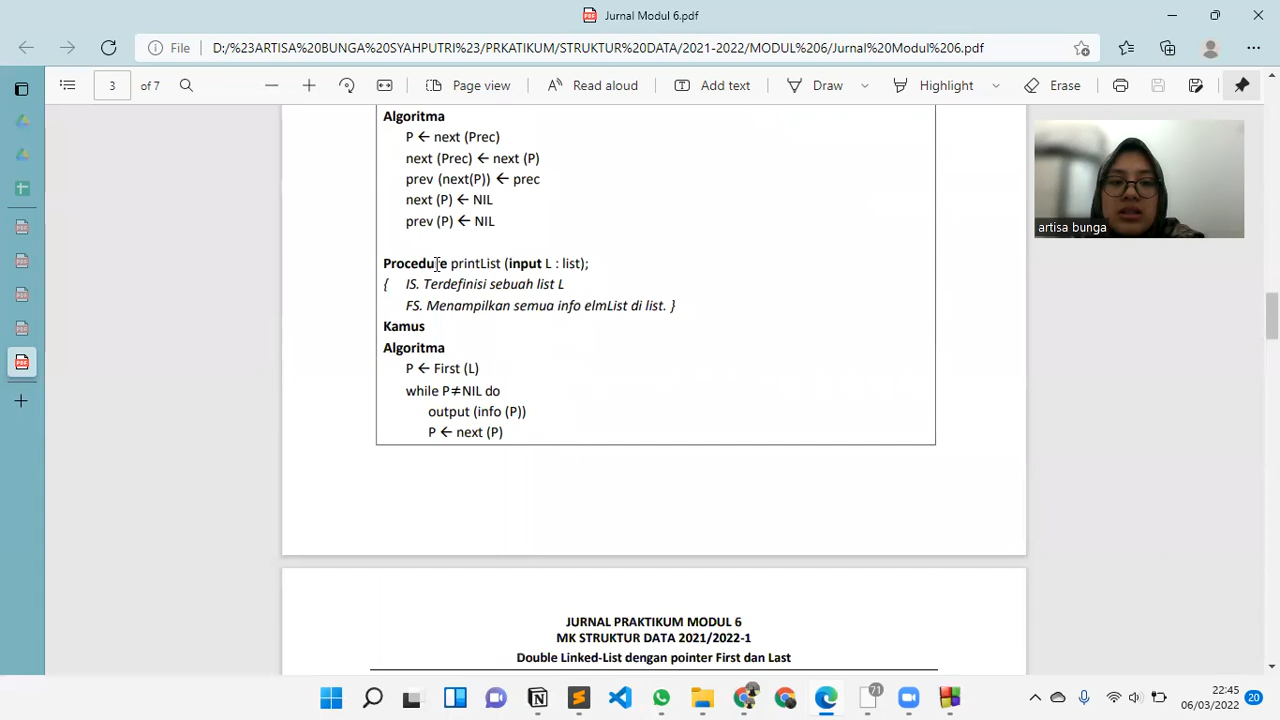 Jurnal Modul 6.pdf
File D:/%23ARTISA%20BUNGA%20SYAHPUTRI%23/PRKATIKUM/STRUKTUR%20DATA/2021-2022/MODUL%206/Jurnal%20Modul%206.pdf
3 of 7 Page view Read aloud Add text Draw Highlight Erase
Algoritma
P ← next (Prec)
next (Prec) ← next (P)
prev (next(P)) ← prec
next (P) ← NIL
prev (P) ← NIL
artisa bunga
Procedure printList (input L : list);
{ IS. Terdefinisi sebuah list L
FS. Menampilkan semua info elmList di list. }
Kamus
Algoritma
P ← First (L)
while P≠NIL do
output (info (P))
P ← next (P)
JURNAL PRAKTIKUM MODUL 6
MK STRUKTUR DATA 2021/2022-1
Double Linked-List dengan pointer First dan Last
71
22:45
06/03/2022
20